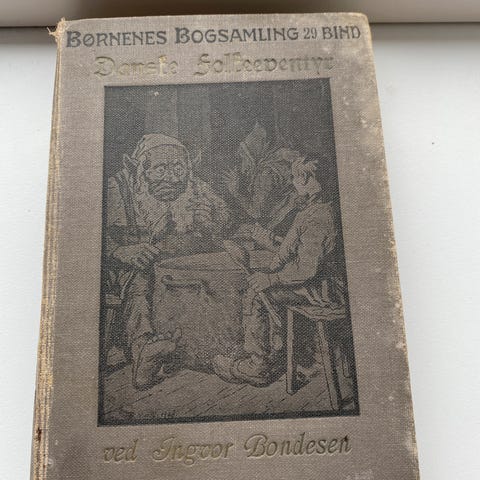 BØRNENES BOGSAMLING 29 BIND
Danske Folkeeventyr
ved Ingvor Bondesen